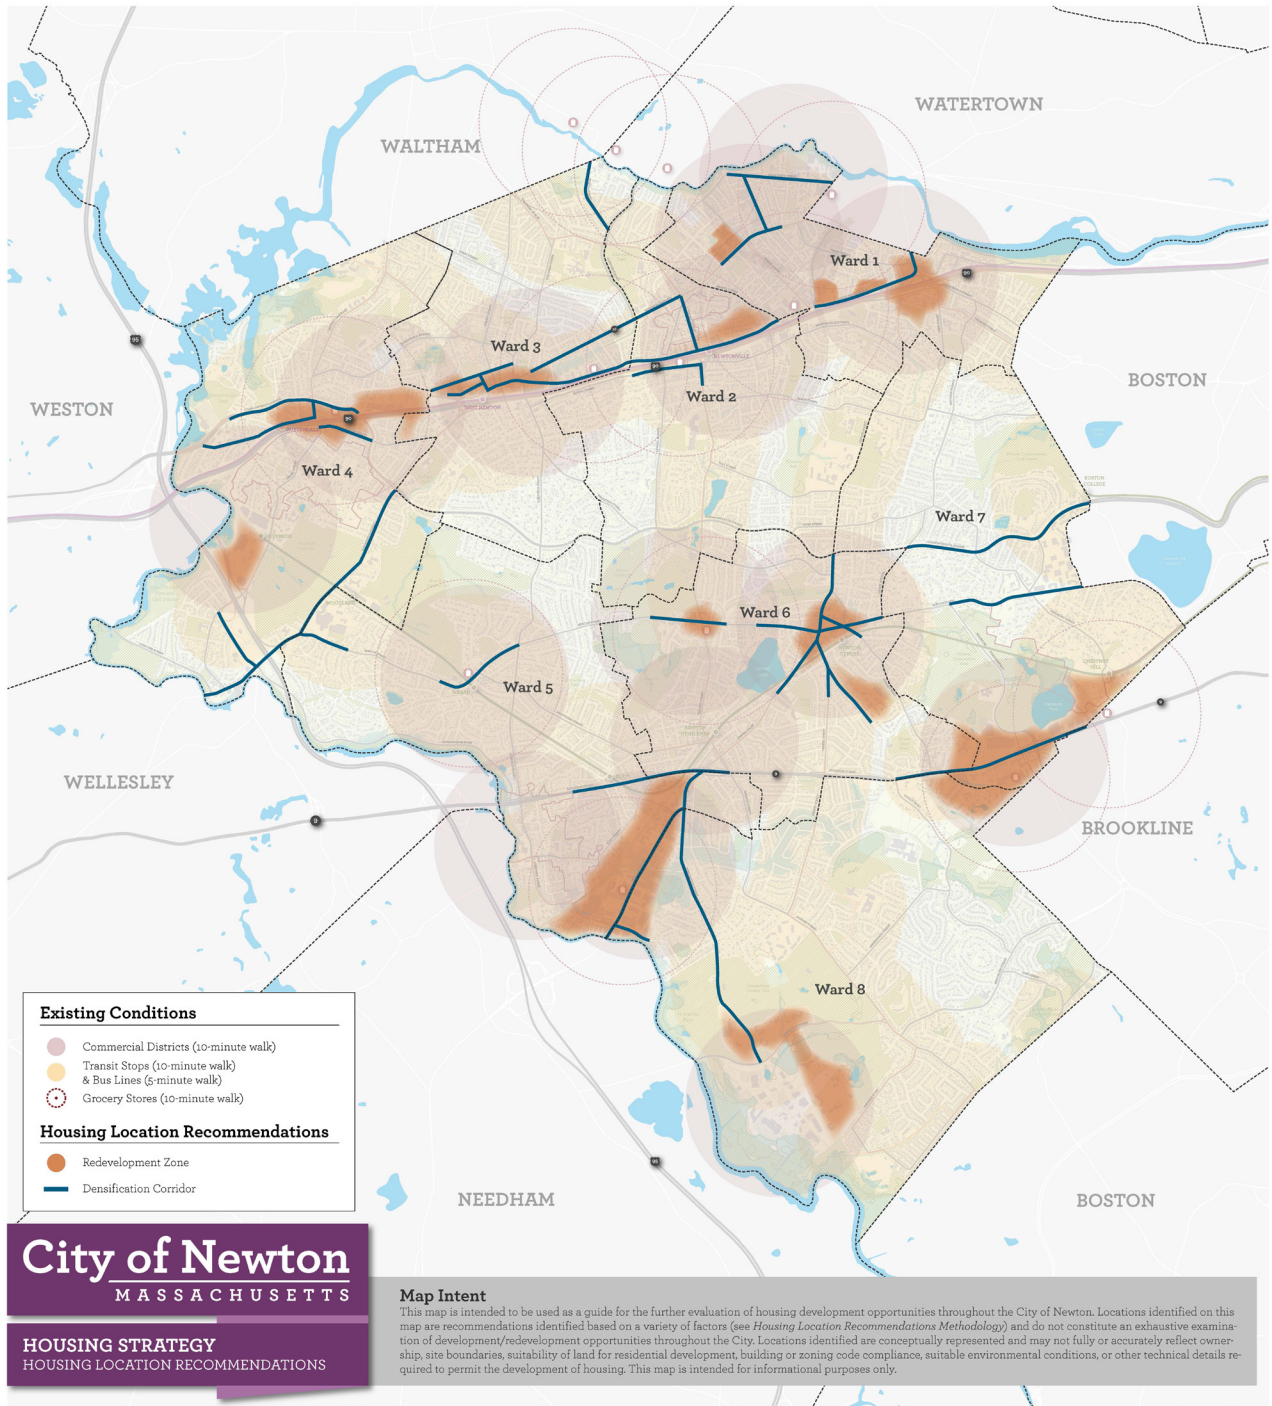 WATERTOWN
WALTHAM
Ward 1
Ward 3
BOSTON
NEWTONVILLE
WESTON
Ward 2
95
Ward 4
BOSTON
COLLEGE
Ward 7
Ward 6
CHESTNUT
HILL
Ward 5
WELLESLEY
9
BROOKLINE
Ward 8
Existing Conditions
Commercial Districts (10-minute walk)
Transit Stops (10-minute walk)
& Bus Lines (5-minute walk)
Grocery Stores (10-minute walk)
Housing Location Recommendations
Redevelopment Zone
Densification Corridor
95
NEEDHAM
BOSTON
City of Newton
MASSACHUSETTS
HOUSING STRATEGY
HOUSING LOCATION RECOMMENDATIONS
Map Intent
This map is intended to be used as a guide for the further evaluation of housing development opportunities throughout the City of Newton. Locations identified on this
map are recommendations identified based on a variety of factors (see Housing Location Recommendations Methodology) and do not constitute an exhaustive examina-
tion of development/redevelopment opportunities throughout the City. Locations identified are conceptually represented and may not fully or accurately reflect owner-
ship, site boundaries, suitability of land for residential development, building or zoning code compliance, suitable environmental conditions, or other technical details re-
quired to permit the development of housing. This map is intended for informational purposes only.